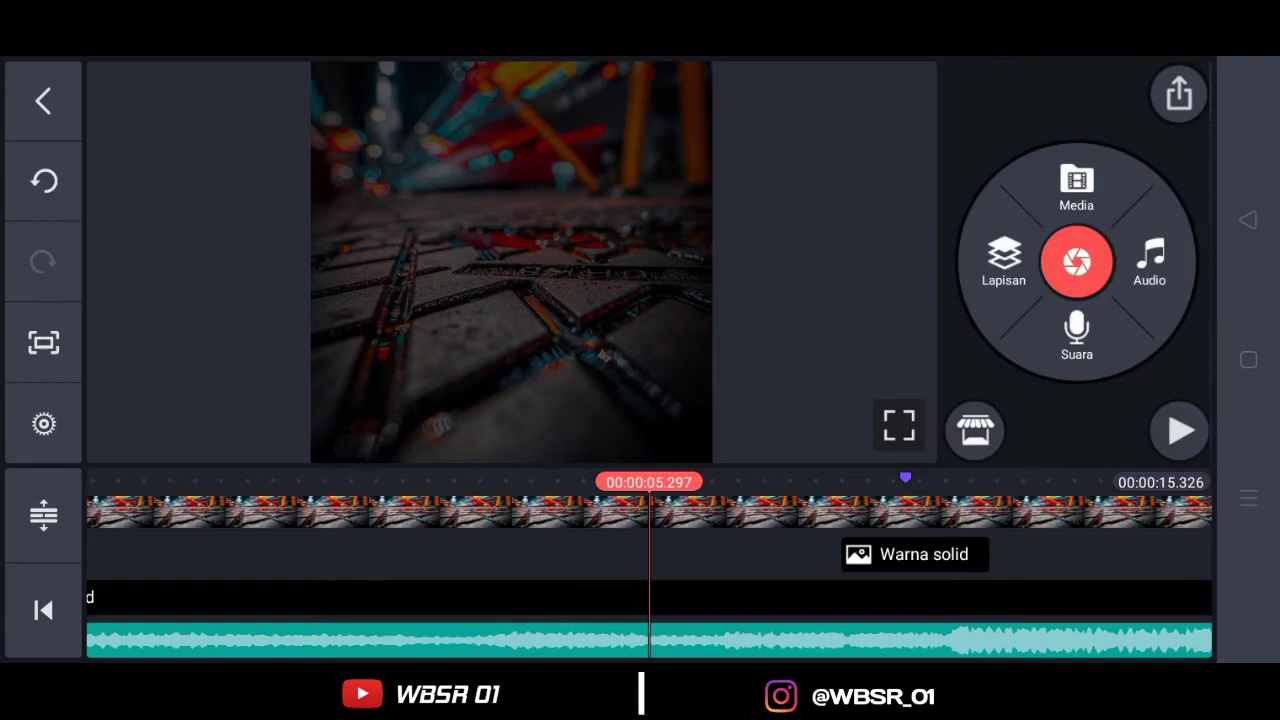 Media
Lapisan
Audio
Suara
00:00:05.297
00:00:15.326
Warna solid
d
WBSR 01
@WBSR_01